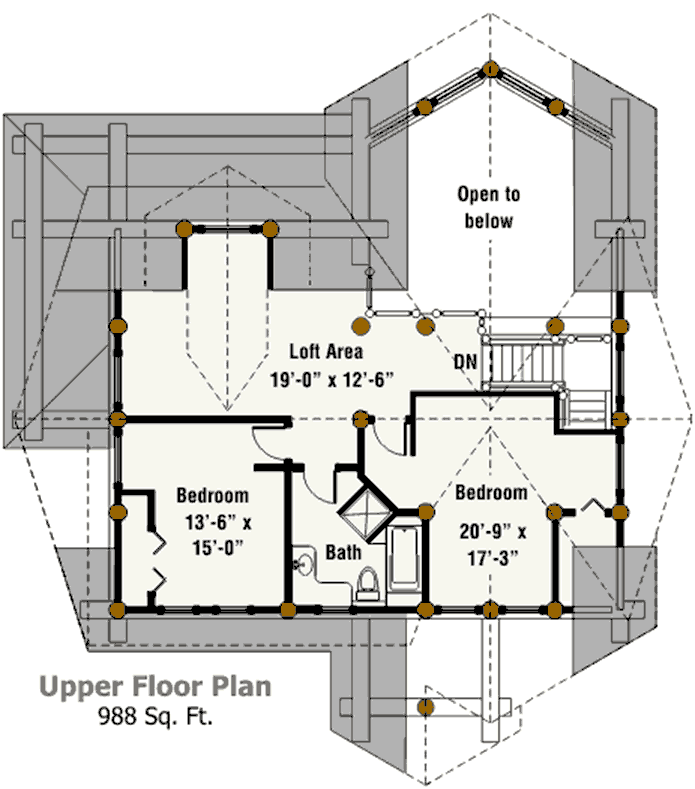 Open to
below
Loft Area
19'-0" x 12'-6"
DN
Bedroom
13'-6" x
15'-0"
Bath
Bedroom
20'-9" x
17'-3"
Upper Floor Plan
988 Sq. Ft.